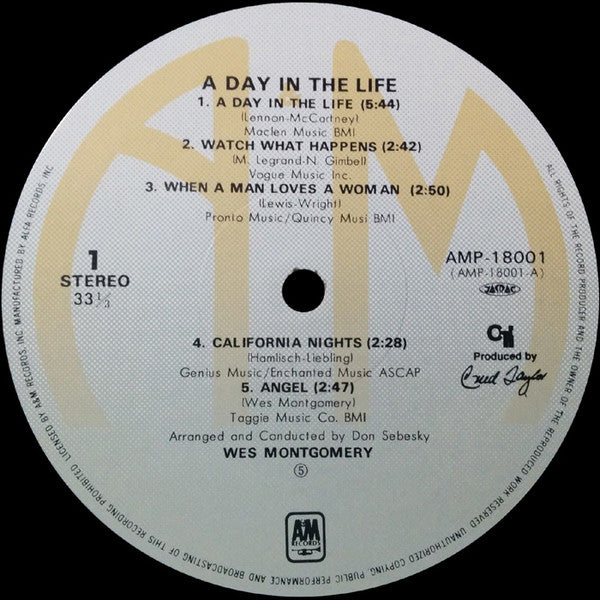 A DAY IN THE LIFE
1. A DAY IN THE LIFE (5:44)
(Lennon-McCartney)
Maclen Music BMI
2. WATCH WHAT HAPPENS (2:42)
(M. Legrand-N. Gimbel)
Vogue Music Inc.
3. WHEN A MAN LOVES A WOMAN (2:50)
(Lewis-Wright)
Pronto Music/Quincy Musi BMI
1
STEREO
33 1/3
AMP-18001
(AMP-18001-A)
JASRAC
CTi
Produced by
Creed Taylor
4. CALIFORNIA NIGHTS (2:28)
(Hamlisch-Liebling)
Genius Music/Enchanted Music ASCAP
5. ANGEL (2:47)
(Wes Montgomery)
Taggie Music Co. BMI
Arranged and Conducted by Don Sebesky
WES MONTGOMERY
⑤
A&M
RECORDS
ALL RIGHTS OF THE RECORD PRODUCER AND THE OWNER OF THE REPRODUCED WORK RESERVED. UNAUTHORIZED COPYING, PUBLIC PERFORMANCE AND BROADCASTING OF THIS RECORDING PROHIBITED. LICENSED BY A&M RECORDS, INC. MANUFACTURED BY ALFA RECORDS, INC.